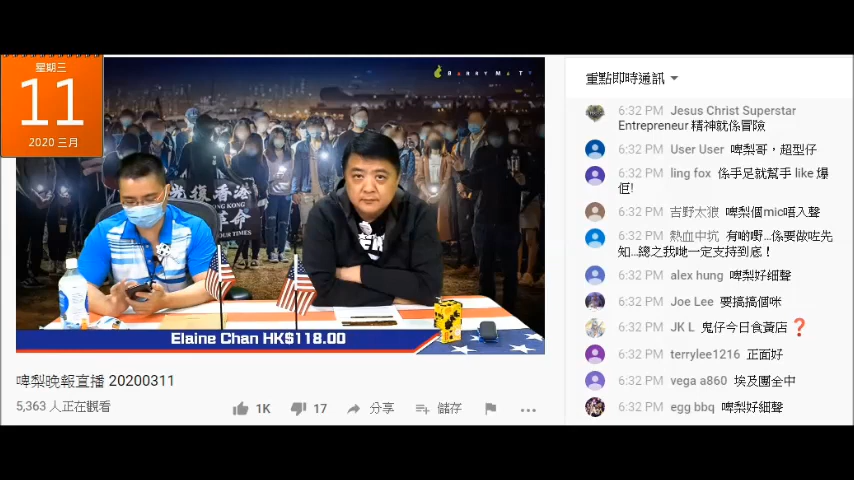 星期三
11
2020 三月
BARRY MA TY
光復香港
革命
OUR TIMES
Elaine Chan HK$118.00
啤梨晚報直播 20200311
5,363 人正在觀看
1K
17
分享
儲存
重點即時通訊
6:32 PM Jesus Christ Superstar
Entrepreneur 精神就係冒險
6:32 PM User User 啤梨哥，超型仔
6:32 PM ling fox 係手足就幫手 like 爆
佢!
6:32 PM 吉野太狼 啤梨個mic唔入聲
6:32 PM 熱血中坑 有啲嘢...係要做咗先
知...總之我哋一定支持到底！
6:32 PM alex hung 啤梨好細聲
6:32 PM Joe Lee 要搞搞個咪
6:32 PM JK L 鬼仔今日食黃店 ❓
6:32 PM terrylee1216 正面好
6:32 PM vega a860 埃及團全中
6:32 PM egg bbq 啤梨好細聲